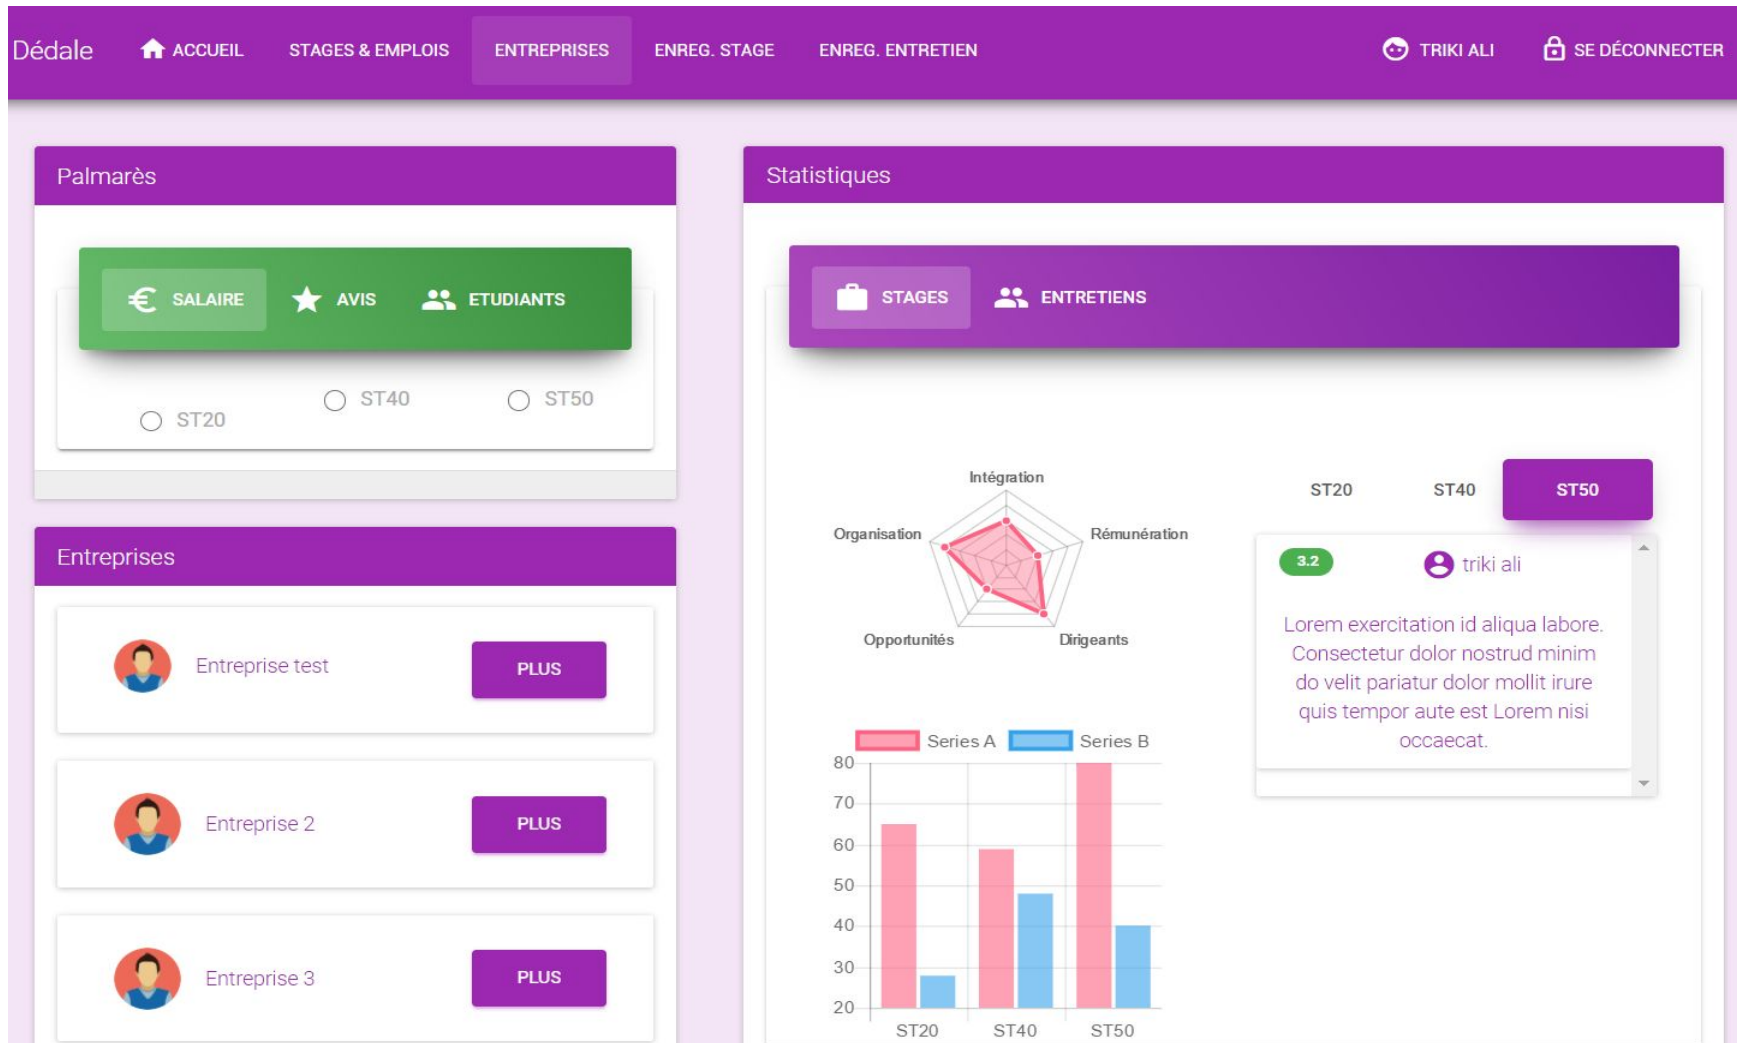 Dédale ACCUEIL STAGES & EMPLOIS ENTREPRISES ENREG. STAGE ENREG. ENTRETIEN TRIKI ALI SE DÉCONNECTER
Palmarès
SALAIRE AVIS ETUDIANTS
ST20 ST40 ST50
Entreprises
Entreprise test PLUS
Entreprise 2 PLUS
Entreprise 3 PLUS
Statistiques
STAGES ENTRETIENS
Intégration
Organisation Rémunération
Opportunités Dirigeants
Series A Series B
80
70
60
50
40
30
20
ST20 ST40 ST50
ST20 ST40 ST50
3.2 triki ali
Lorem exercitation id aliqua labore.
Consectetur dolor nostrud minim
do velit pariatur dolor mollit irure
quis tempor aute est Lorem nisi
occaecat.